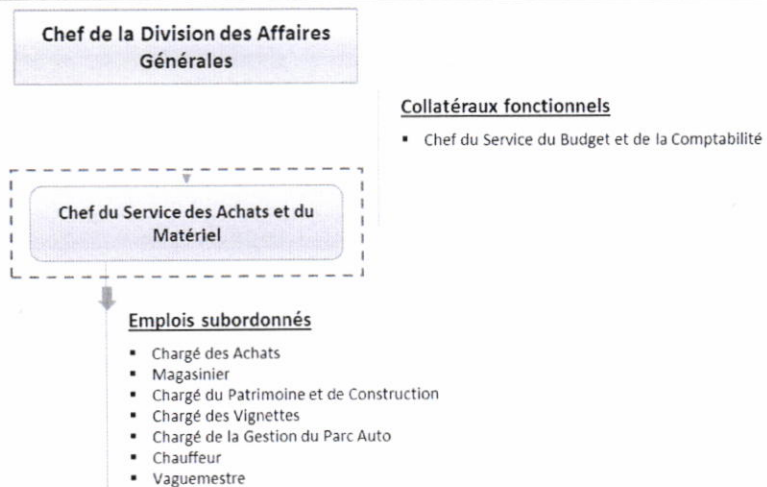 Chef de la Division des Affaires
Générales
Collatéraux fonctionnels
▪ Chef du Service du Budget et de la Comptabilité
Chef du Service des Achats et du
Matériel
Emplois subordonnés
▪ Chargé des Achats
▪ Magasinier
▪ Chargé du Patrimoine et de Construction
▪ Chargé des Vignettes
▪ Chargé de la Gestion du Parc Auto
▪ Chauffeur
▪ Vaguemestre